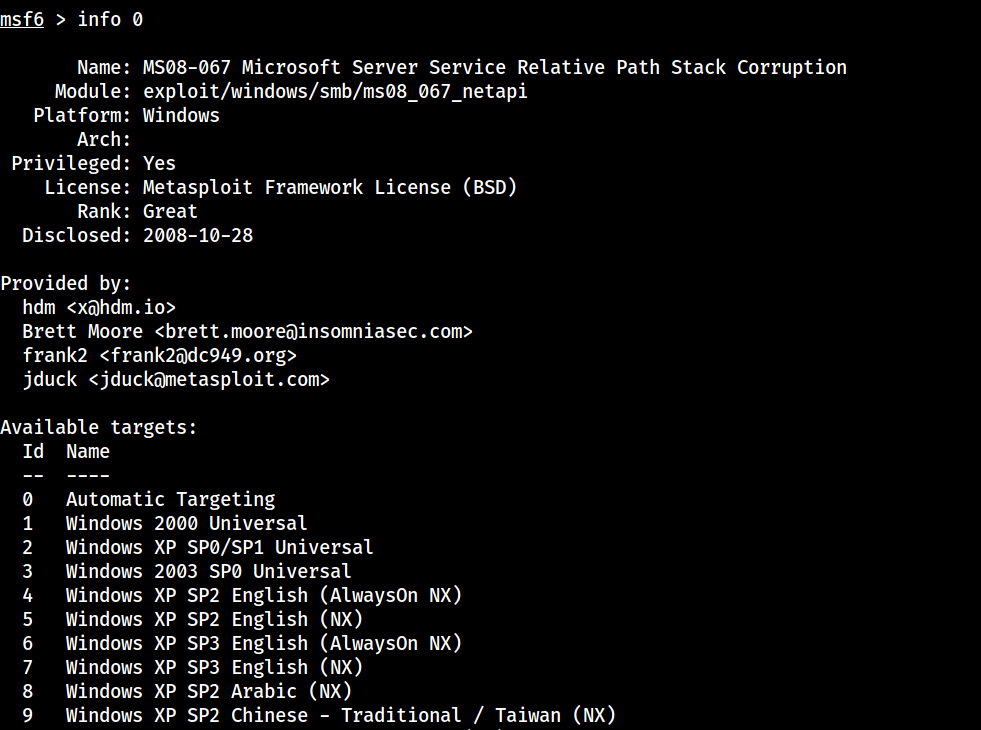 msf6 > info 0
Name: MS08-067 Microsoft Server Service Relative Path Stack Corruption
Module: exploit/windows/smb/ms08_067_netapi
Platform: Windows
Arch:
Privileged: Yes
License: Metasploit Framework License (BSD)
Rank: Great
Disclosed: 2008-10-28
Provided by:
hdm <x@hdm.io>
Brett Moore <brett.moore@insomniasec.com>
frank2 <frank2@dc949.org>
jduck <jduck@metasploit.com>
Available targets:
Id  Name
--  ----
0   Automatic Targeting
1   Windows 2000 Universal
2   Windows XP SP0/SP1 Universal
3   Windows 2003 SP0 Universal
4   Windows XP SP2 English (AlwaysOn NX)
5   Windows XP SP2 English (NX)
6   Windows XP SP3 English (AlwaysOn NX)
7   Windows XP SP3 English (NX)
8   Windows XP SP2 Arabic (NX)
9   Windows XP SP2 Chinese - Traditional / Taiwan (NX)